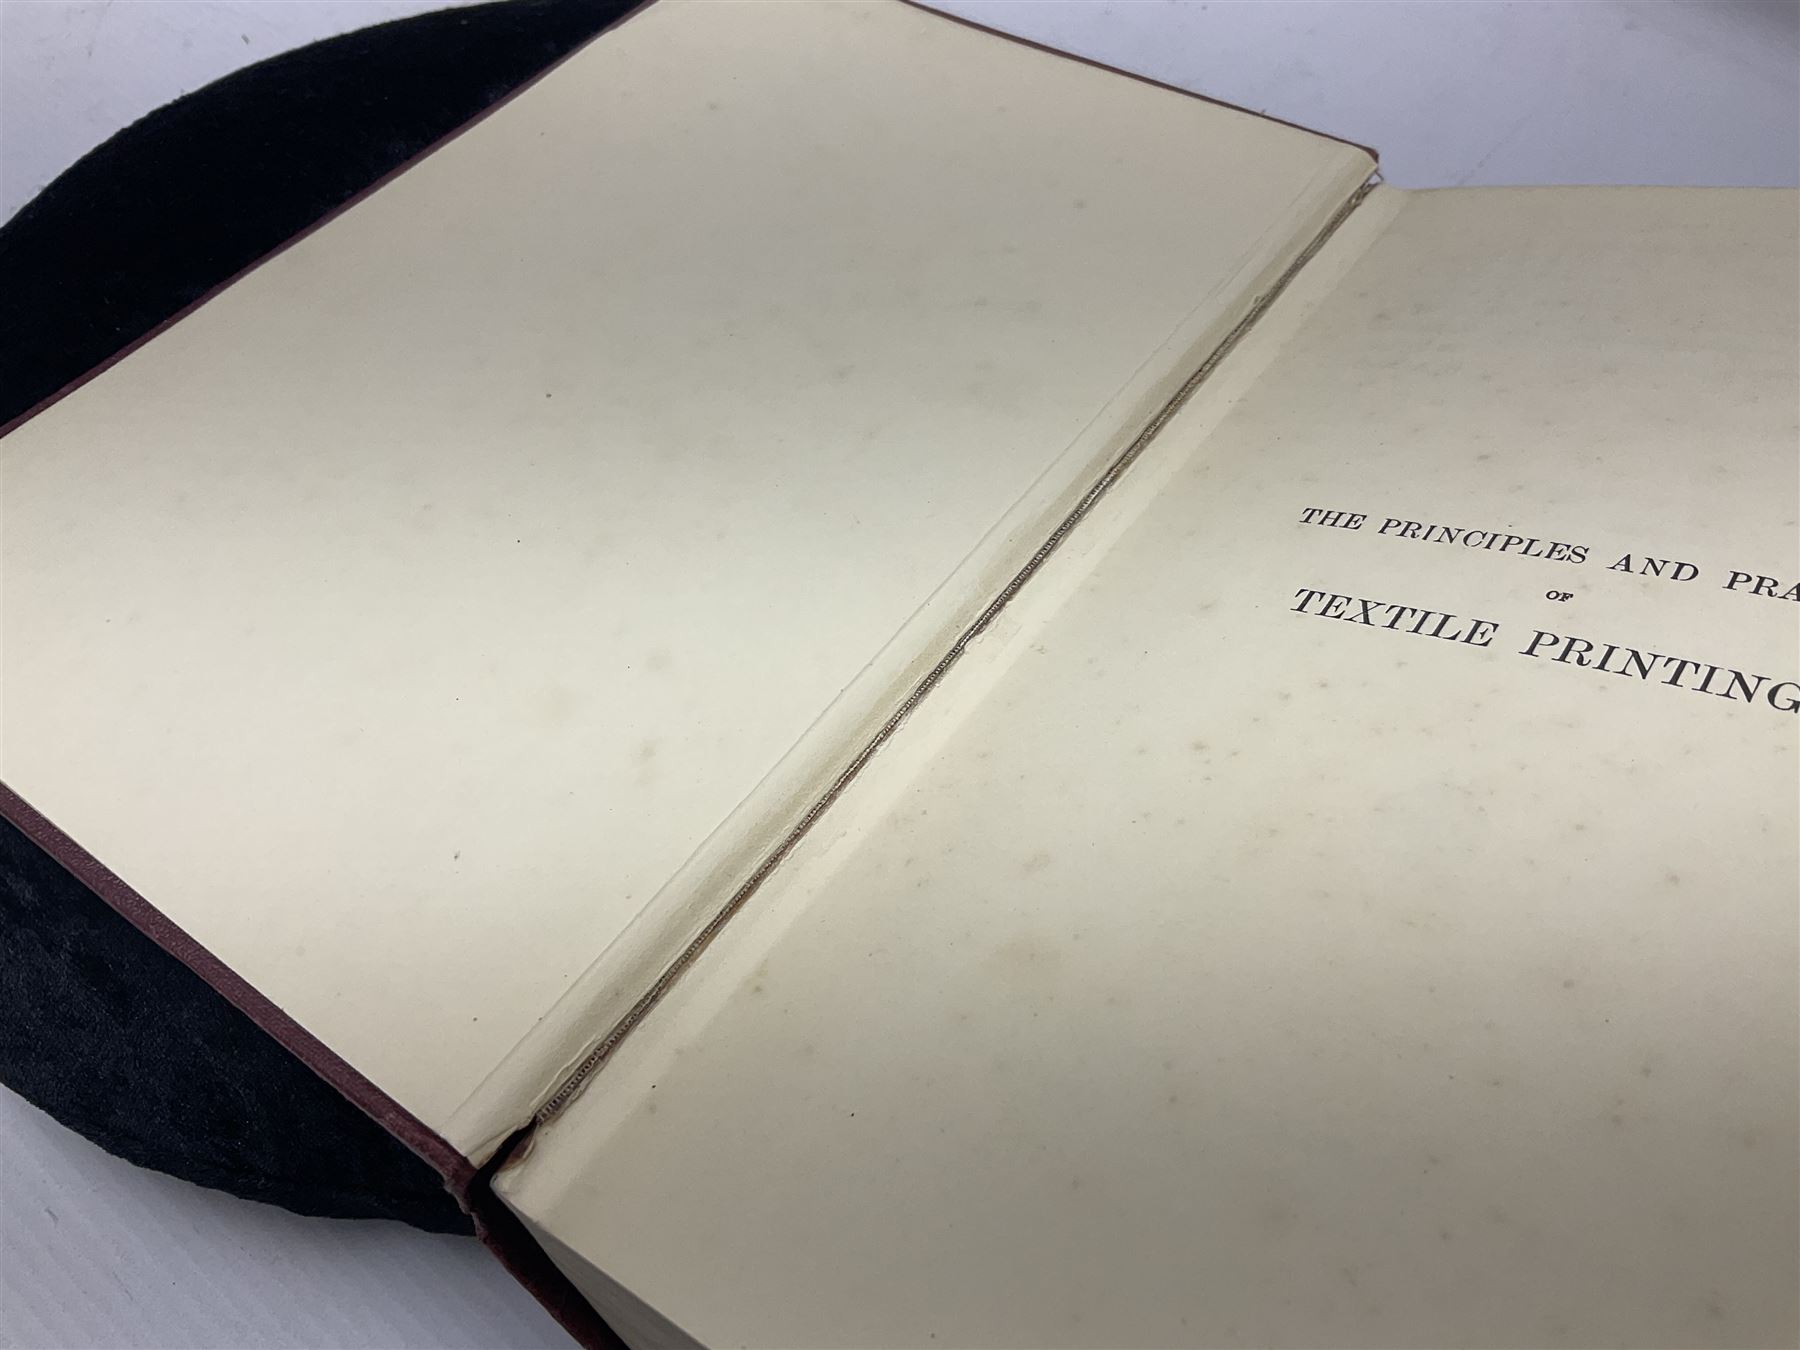 THE PRINCIPLES AND PRA
OF
TEXTILE PRINTING